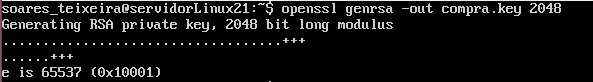 soares_teixeira@servidorLinux21:~$ openssl genrsa -out compra.key 2048
Generating RSA private key, 2048 bit long modulus
.....................................+++
......+++
e is 65537 (0x10001)